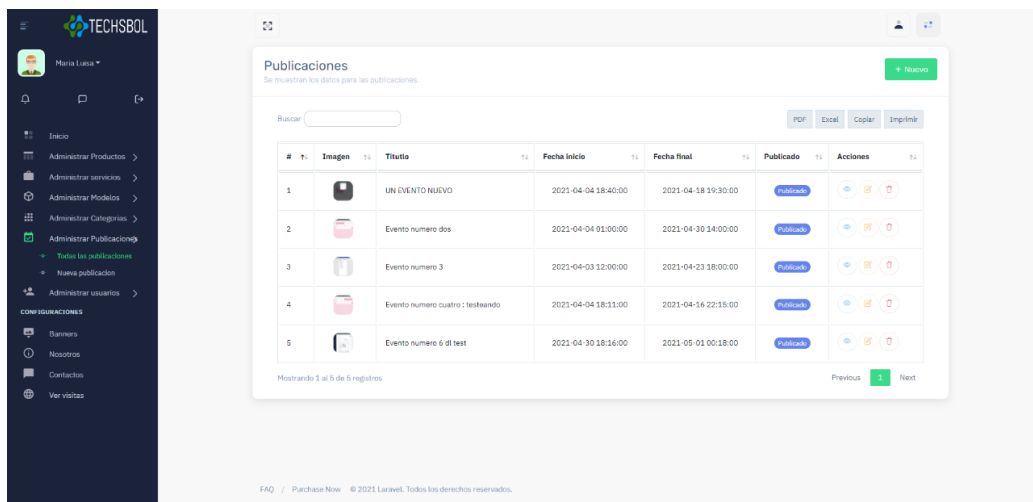 TECHSBOL
Maria Luisa
Inicio
Administrar Productos
Administrar servicios
Administrar Modelos
Administrar Categorias
Administrar Publicaciones
Todas las publicaciones
Nueva publicacion
Administrar usuarios
CONFIGURACIONES
Banners
Nosotros
Contactos
Ver visitas
Publicaciones
Se muestran los datos para las publicaciones.
+ Nuevo
Buscar
PDF Excel Copiar Imprimir
# Imagen Titutlo Fecha inicio Fecha final Publicado Acciones
1 UN EVENTO NUEVO 2021-04-04 18:40:00 2021-04-18 19:30:00 Publicado
2 Evento numero dos 2021-04-04 01:00:00 2021-04-30 14:00:00 Publicado
3 Evento numero 3 2021-04-03 12:00:00 2021-04-23 18:00:00 Publicado
4 Evento numero cuatro : testeando 2021-04-04 18:11:00 2021-04-16 22:15:00 Publicado
5 Evento numero 6 dl test 2021-04-30 18:16:00 2021-05-01 00:18:00 Publicado
Mostrando 1 al 5 de 5 registros
Previous 1 Next
FAQ / Purchase Now © 2021 Laravel. Todos los derechos reservados.